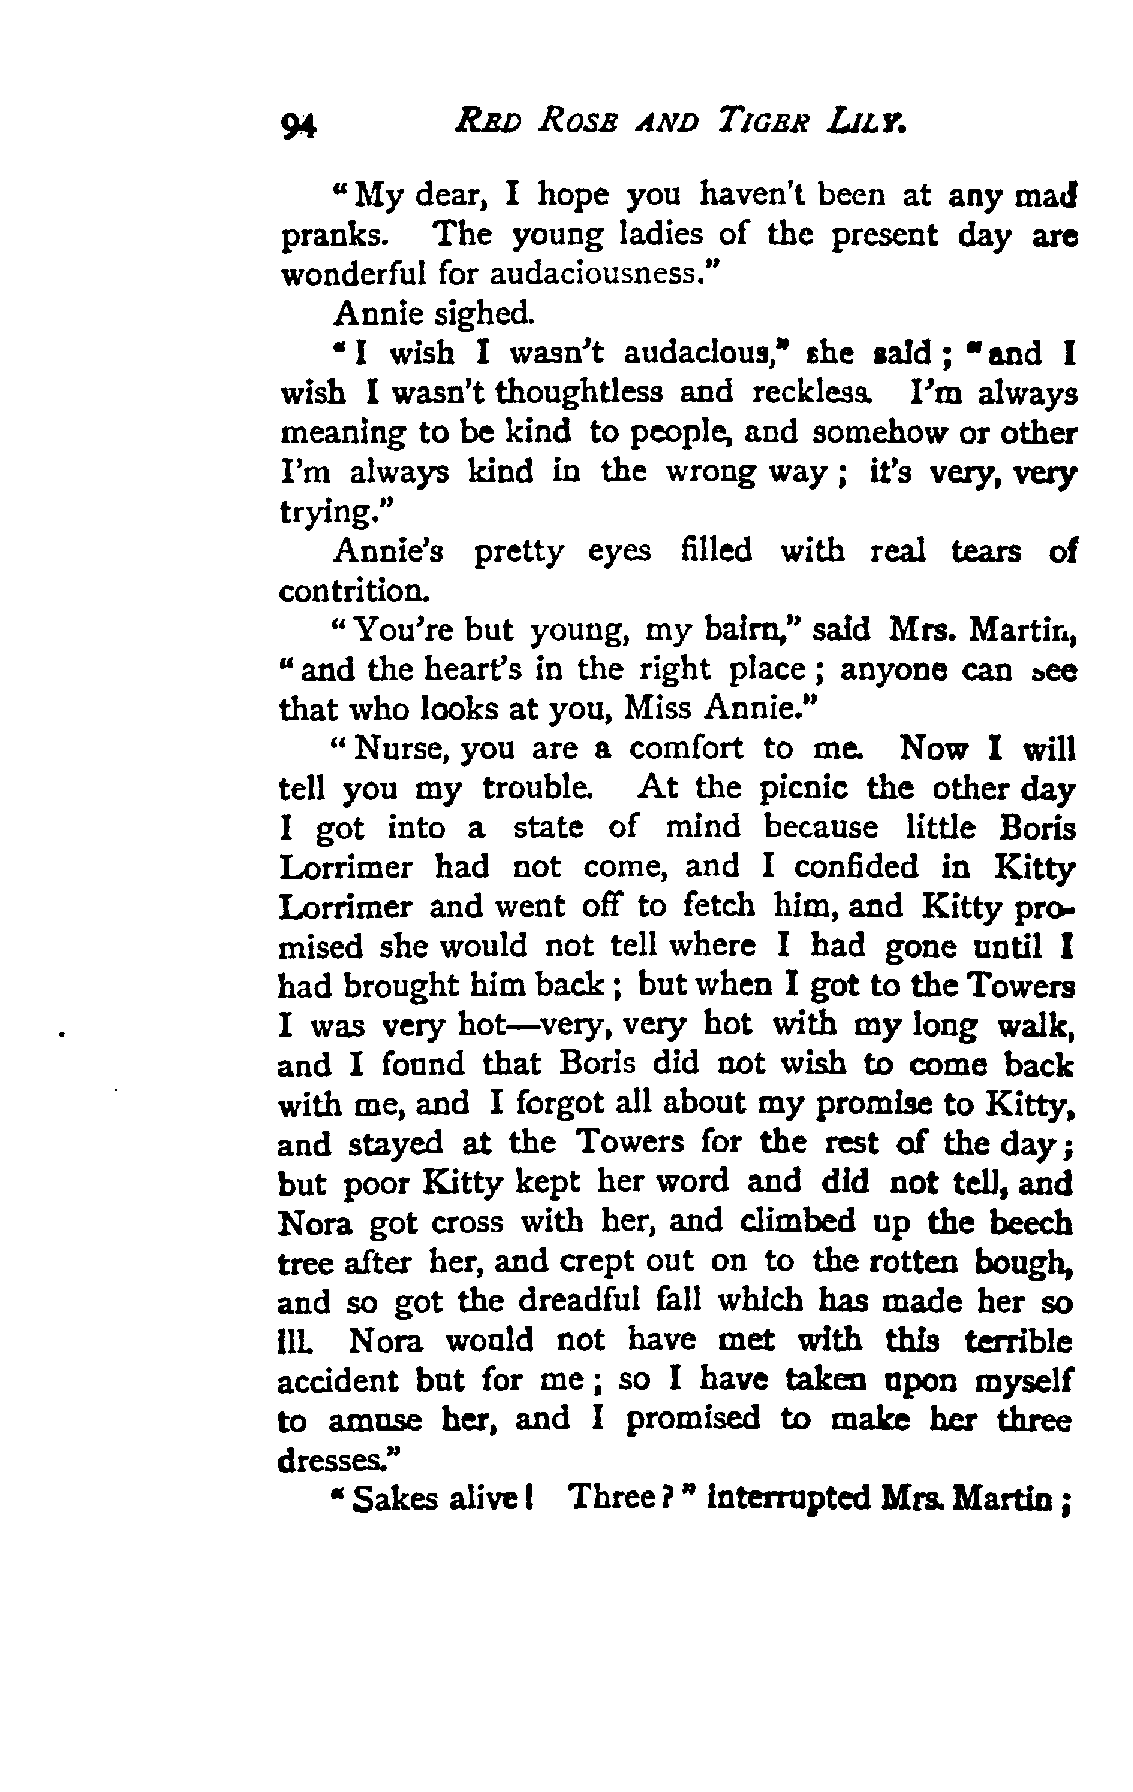 94 RED ROSE AND TIGER LILY.
"My dear, I hope you haven't been at any mad
pranks. The young ladies of the present day are
wonderful for audaciousness."
Annie sighed.
"I wish I wasn't audacious," she said; "and I
wish I wasn't thoughtless and reckless. I'm always
meaning to be kind to people, and somehow or other
I'm always kind in the wrong way; it's very, very
trying."
Annie's pretty eyes filled with real tears of
contrition.
"You're but young, my bairn," said Mrs. Martin,
"and the heart's in the right place; anyone can see
that who looks at you, Miss Annie."
"Nurse, you are a comfort to me. Now I will
tell you my trouble. At the picnic the other day
I got into a state of mind because little Boris
Lorrimer had not come, and I confided in Kitty
Lorrimer and went off to fetch him, and Kitty pro-
mised she would not tell where I had gone until I
had brought him back; but when I got to the Towers
I was very hot—very, very hot with my long walk,
and I found that Boris did not wish to come back
with me, and I forgot all about my promise to Kitty,
and stayed at the Towers for the rest of the day;
but poor Kitty kept her word and did not tell, and
Nora got cross with her, and climbed up the beech
tree after her, and crept out on to the rotten bough,
and so got the dreadful fall which has made her so
ill. Nora would not have met with this terrible
accident but for me; so I have taken upon myself
to amuse her, and I promised to make her three
dresses."
"Sakes alive! Three?" interrupted Mrs. Martin;